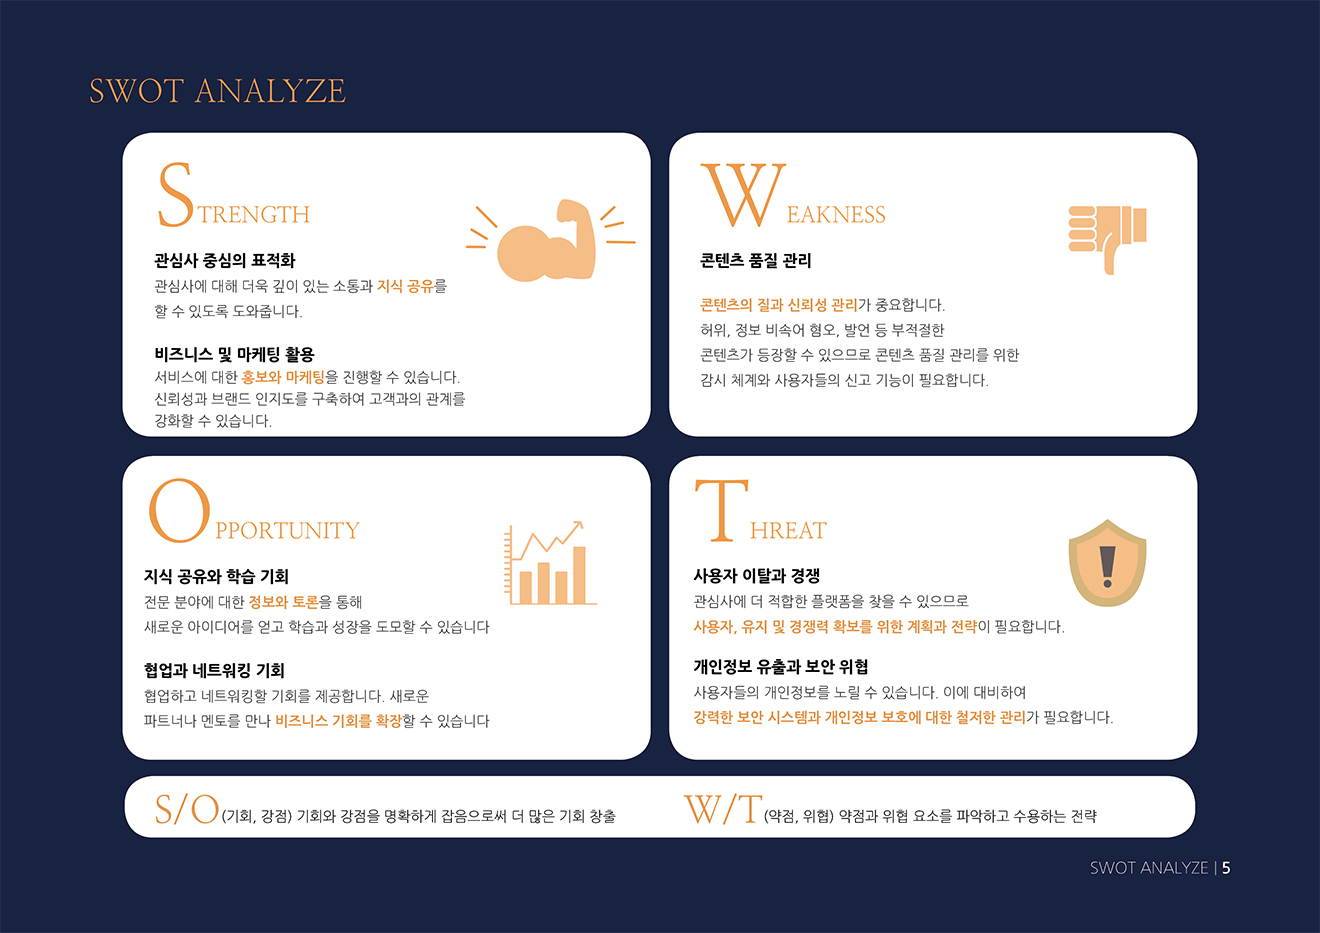 SWOT ANALYZE
STRENGTH
관심사 중심의 표적화
관심사에 대해 더욱 깊이 있는 소통과 지식 공유를
할 수 있도록 도와줍니다.
비즈니스 및 마케팅 활용
서비스에 대한 홍보와 마케팅을 진행할 수 있습니다.
신뢰성과 브랜드 인지도를 구축하여 고객과의 관계를
강화할 수 있습니다.
WEAKNESS
콘텐츠 품질 관리
콘텐츠의 질과 신뢰성 관리가 중요합니다.
허위, 정보 비속어 혐오, 발언 등 부적절한
콘텐츠가 등장할 수 있으므로 콘텐츠 품질 관리를 위한
감시 체계와 사용자들의 신고 기능이 필요합니다.
OPPORTUNITY
지식 공유와 학습 기회
전문 분야에 대한 정보와 토론을 통해
새로운 아이디어를 얻고 학습과 성장을 도모할 수 있습니다
협업과 네트워킹 기회
협업하고 네트워킹할 기회를 제공합니다. 새로운
파트너나 멘토를 만나 비즈니스 기회를 확장할 수 있습니다
THREAT
사용자 이탈과 경쟁
관심사에 더 적합한 플랫폼을 찾을 수 있으므로
사용자, 유지 및 경쟁력 확보를 위한 계획과 전략이 필요합니다.
개인정보 유출과 보안 위협
사용자들의 개인정보를 노릴 수 있습니다. 이에 대비하여
강력한 보안 시스템과 개인정보 보호에 대한 철저한 관리가 필요합니다.
S/O(기회, 강점) 기회와 강점을 명확하게 잡음으로써 더 많은 기회 창출
W/T(약점, 위협) 약점과 위협 요소를 파악하고 수용하는 전략
SWOT ANALYZE | 5